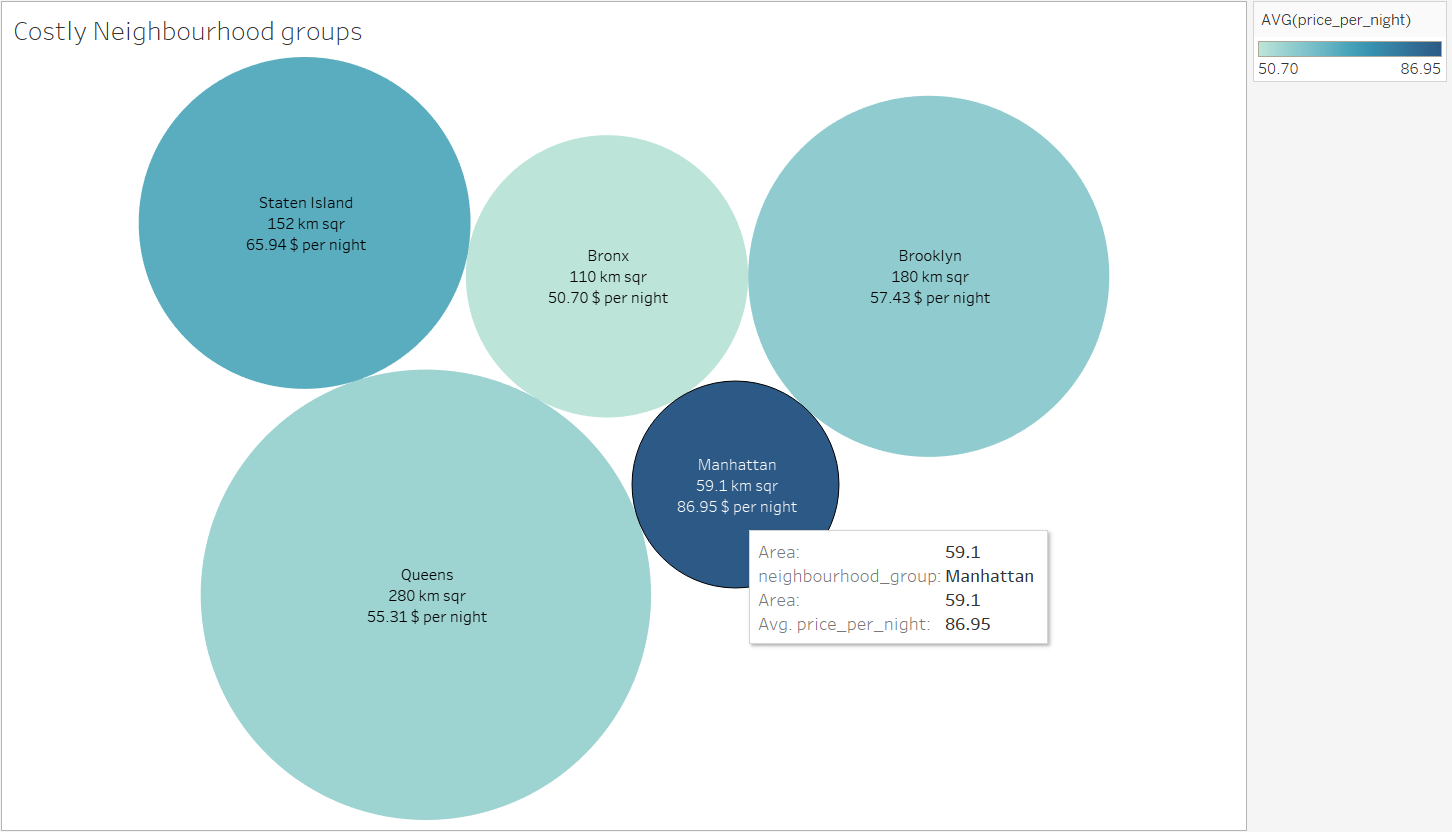 Costly Neighbourhood groups
AVG(price_per_night)
50.70 86.95
Staten Island
152 km sqr
65.94 $ per night
Bronx
110 km sqr
50.70 $ per night
Brooklyn
180 km sqr
57.43 $ per night
Manhattan
59.1 km sqr
86.95 $ per night
Queens
280 km sqr
55.31 $ per night
Area: 59.1
neighbourhood_group: Manhattan
Area: 59.1
Avg. price_per_night: 86.95